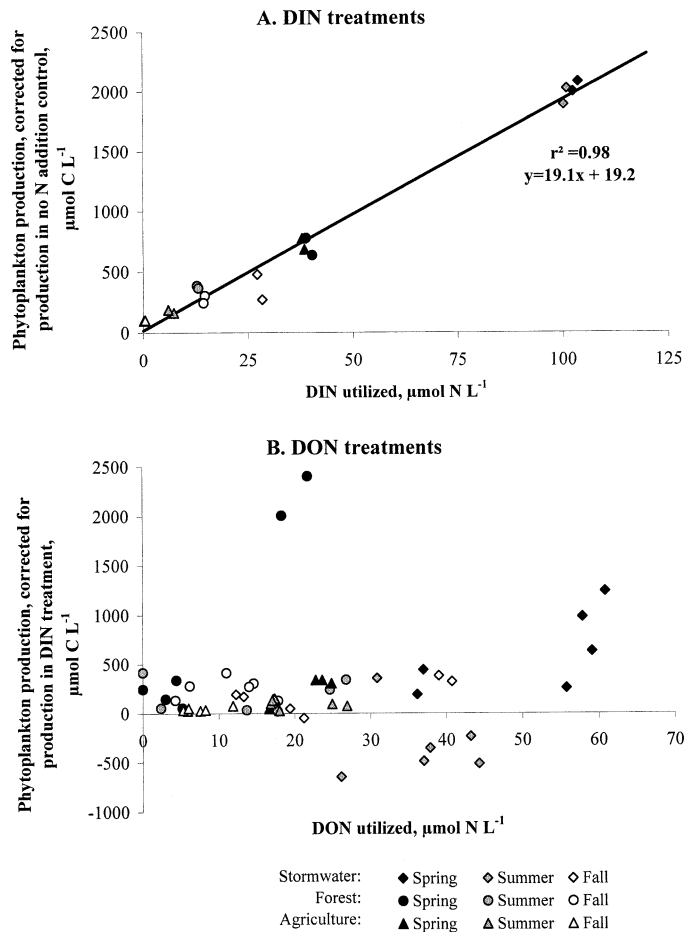 A. DIN treatments
Phytoplankton production, corrected for
production in no N addition control,
µmol C L⁻¹
2500
2000
1500
1000
500
0
r² =0.98
y=19.1x + 19.2
0 25 50 75 100 125
DIN utilized, µmol N L⁻¹
B. DON treatments
Phytoplankton production, corrected for
production in DIN treatment,
µmol C L⁻¹
2500
2000
1500
1000
500
0
-500
-1000
0 10 20 30 40 50 60 70
DON utilized, µmol N L⁻¹
Stormwater: Spring Summer Fall
Forest: Spring Summer Fall
Agriculture: Spring Summer Fall